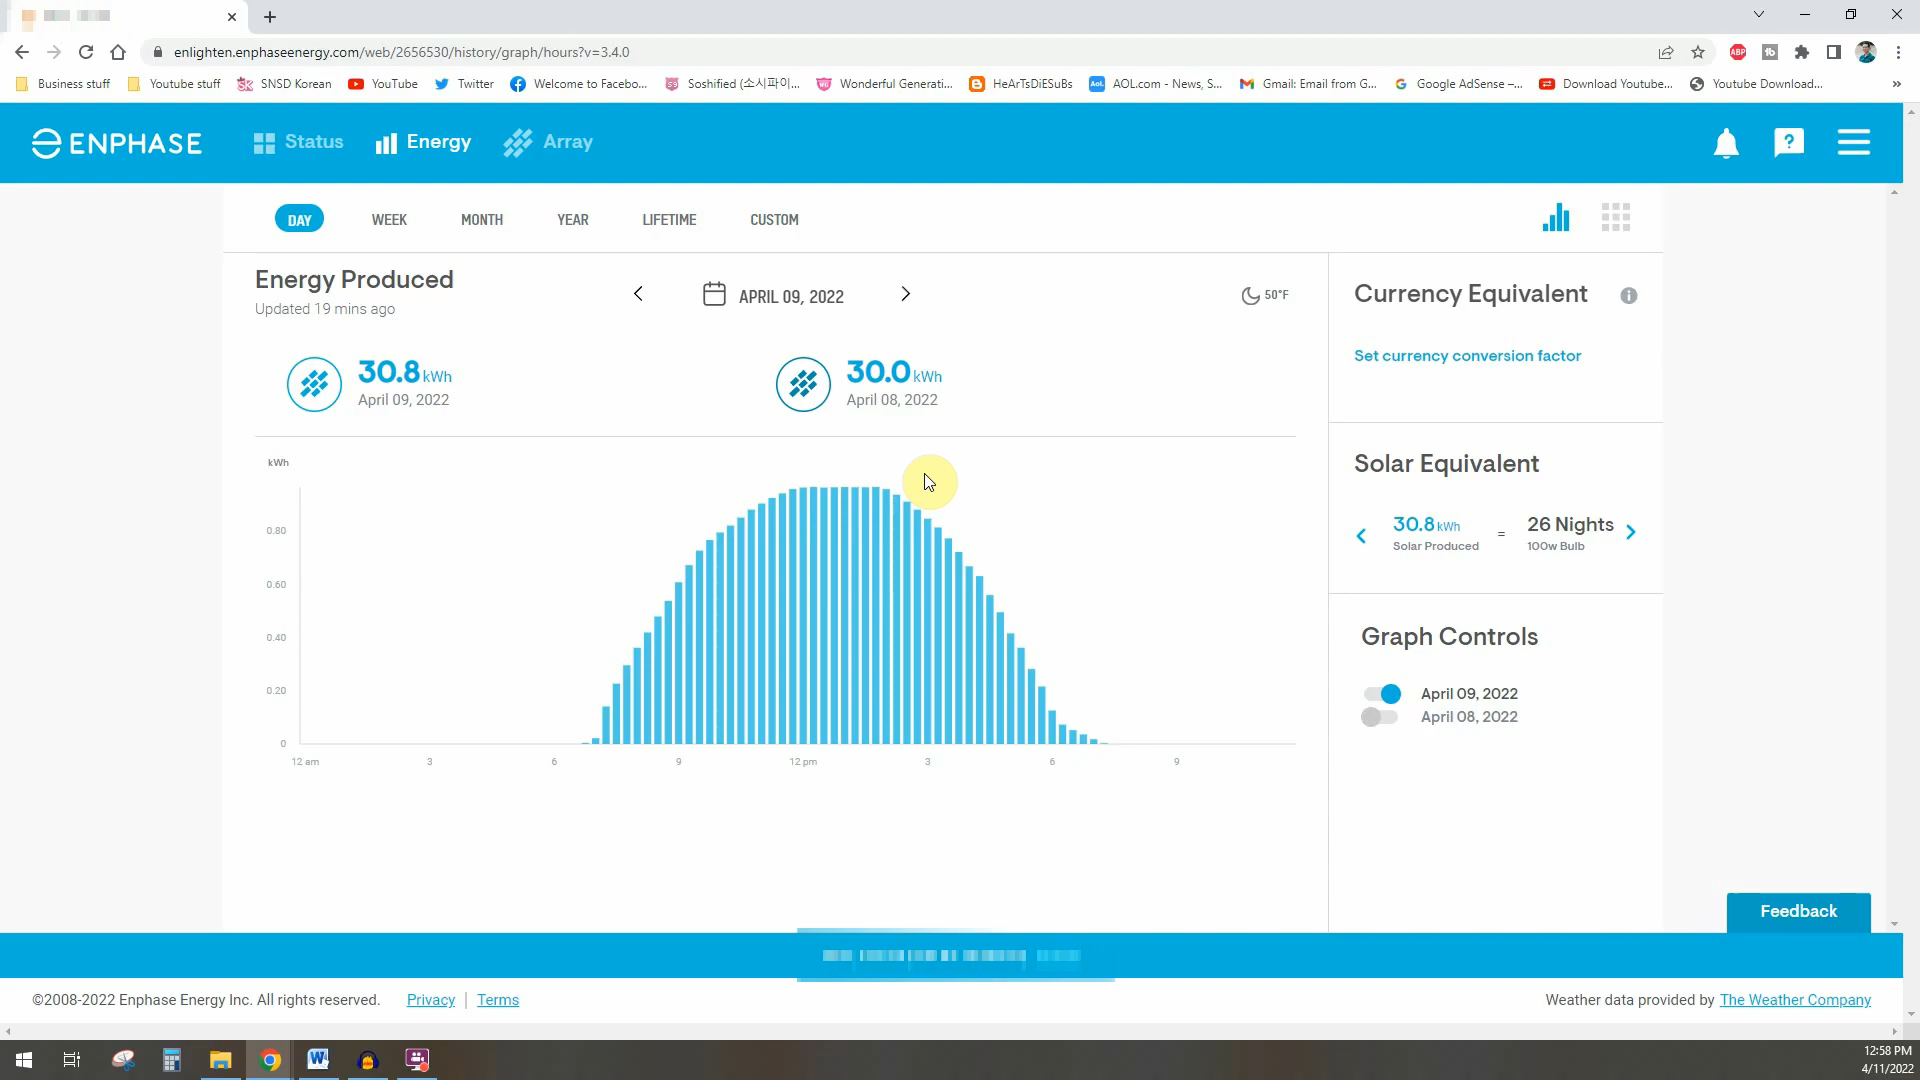 enlighten.enphaseenergy.com/web/2656530/history/graph/hours?v=3.4.0
ABP
Business stuff
Youtube stuff
SNSD Korean
YouTube
Twitter
Welcome to Facebo...
Soshified (소시파이...
Wonderful Generati...
HeArTsDiESuBs
AOL.com - News, S...
Gmail: Email from G...
Google AdSense –...
Download Youtube...
Youtube Download...
ENPHASE
Status
Energy
Array
DAY
WEEK
MONTH
YEAR
LIFETIME
CUSTOM
Energy Produced
Updated 19 mins ago
APRIL 09, 2022
50°F
30.8 kWh
April 09, 2022
30.0 kWh
April 08, 2022
kWh
0.80
0.60
0.40
0.20
0
12 am
3
6
9
12 pm
3
6
9
Currency Equivalent
Set currency conversion factor
Solar Equivalent
30.8 kWh
Solar Produced
=
26 Nights
100w Bulb
Graph Controls
April 09, 2022
April 08, 2022
Feedback
©2008-2022 Enphase Energy Inc. All rights reserved.
Privacy
Terms
Weather data provided by The Weather Company
12:58 PM
4/11/2022